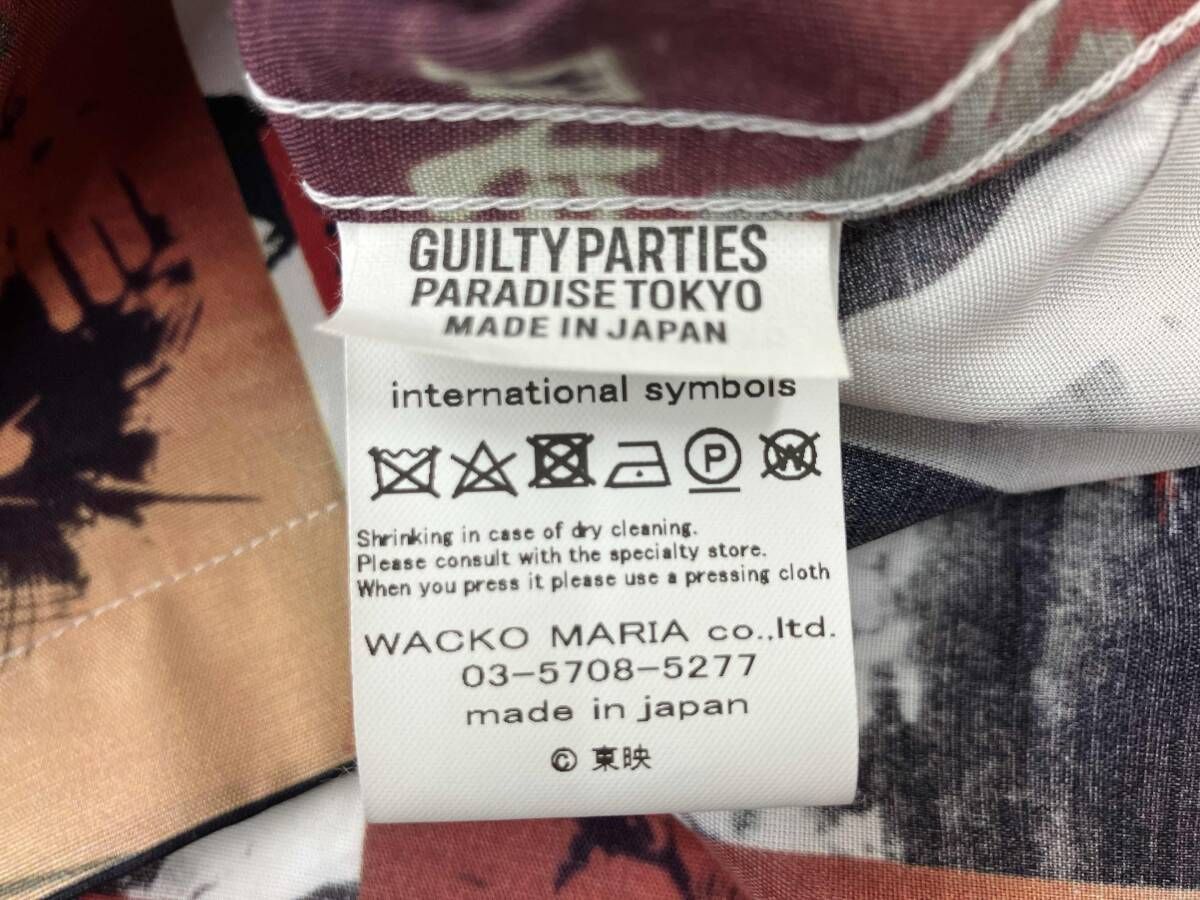 GUILTY PARTIES
PARADISE TOKYO
MADE IN JAPAN
international symbols
P
W
Shrinking in case of dry cleaning.
Please consult with the specialty store.
When you press it please use a pressing cloth
WACKO MARIA co.,ltd.
03-5708-5277
made in japan
© 東映